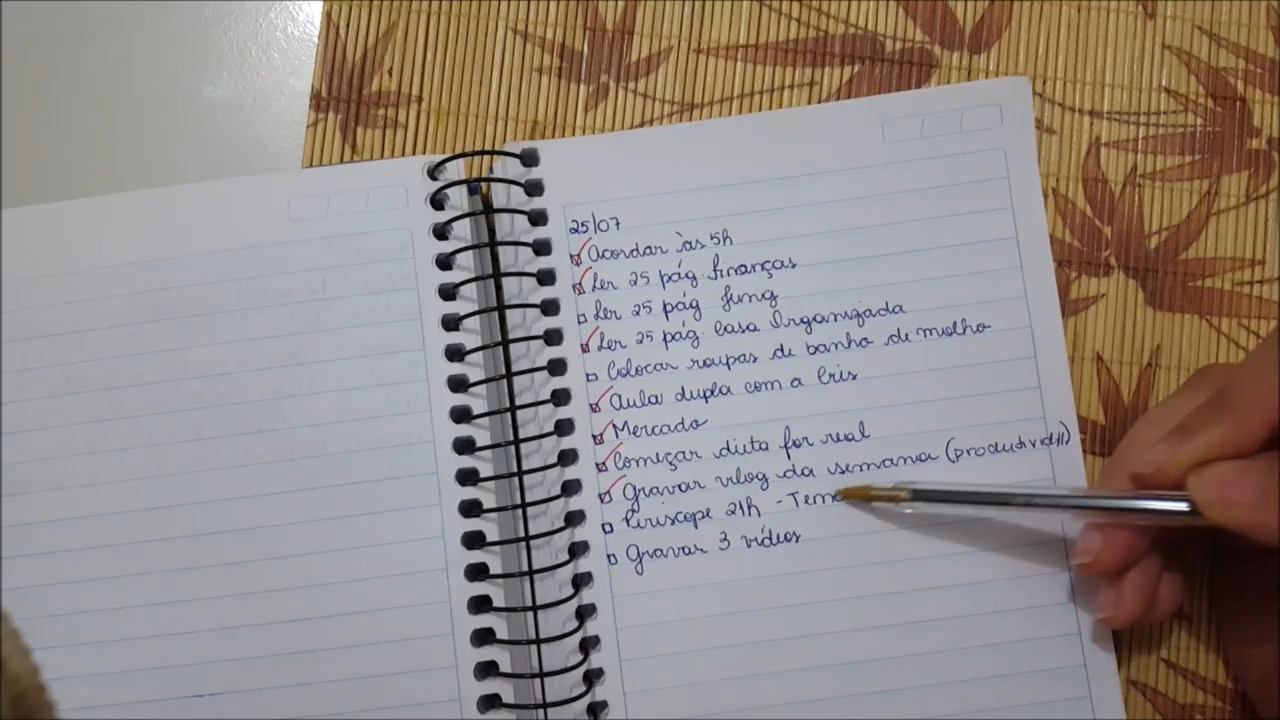 25/07
Acordar às 5h
Ler 25 pág. finanças
Ler 25 pág Jung
Ler 25 pág. Casa Organizada
Colocar roupas de banho de molho
Aula dupla com a Cris
Mercado
Começar dieta for real
Gravar vlog da semana (produtivid//)
Periscope 21h - Tema
Gravar 3 vídeos